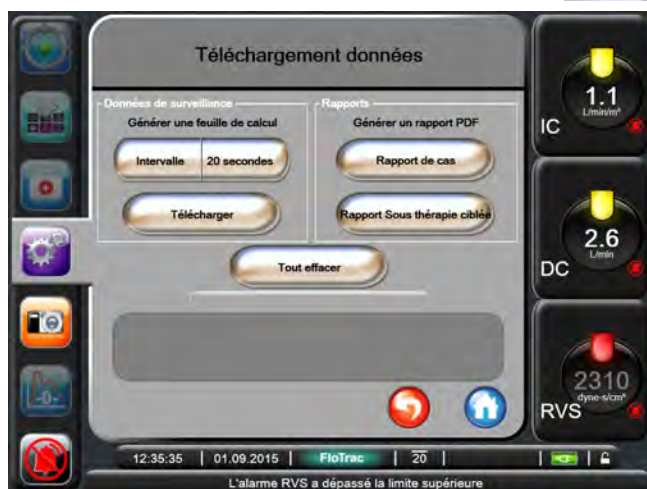 Téléchargement données
Données de surveillance
Générer une feuille de calcul
Intervalle
20 secondes
Télécharger
Rapports
Générer un rapport PDF
Rapport de cas
Rapport Sous thérapie ciblée
Tout effacer
1.1
L/min/m²
IC
2.6
L/min
DC
2310
dyne-s/cm⁵
RVS
-0-
12:35:35
01.09.2015
FloTrac
20
L'alarme RVS a dépassé la limite supérieure